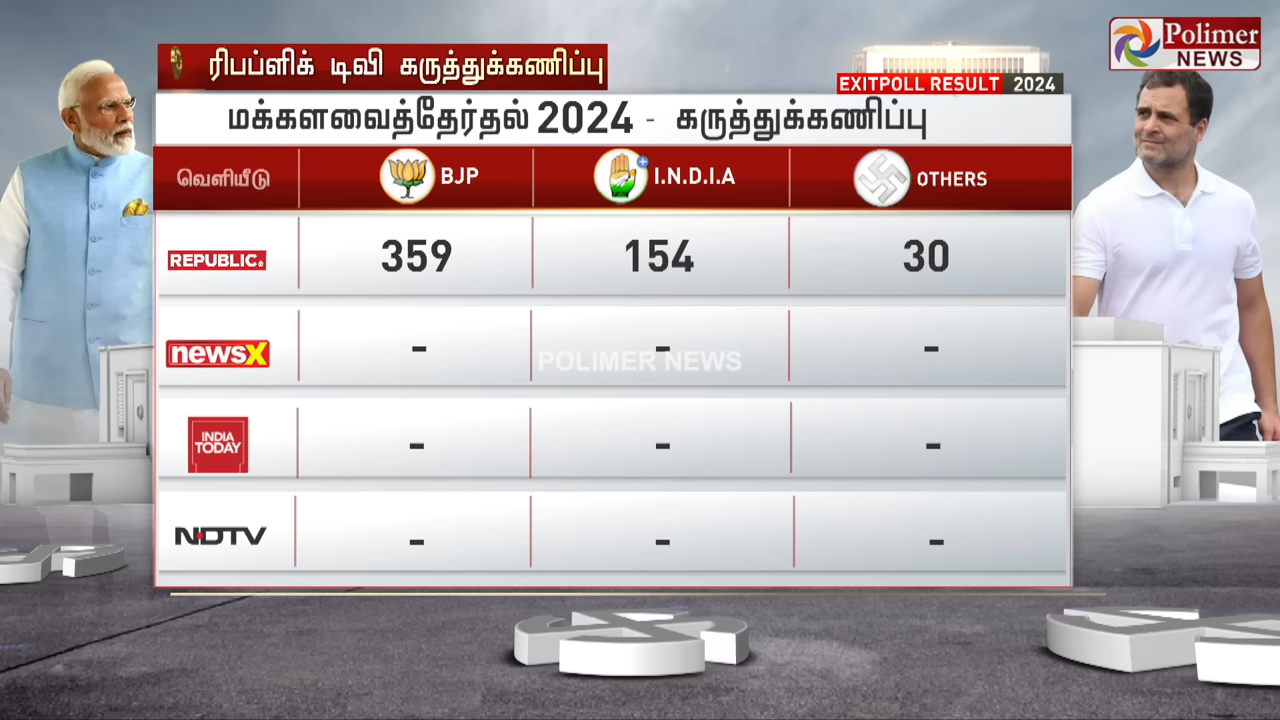 Polimer
NEWS
ரிபப்ளிக் டிவி கருத்துக்கணிப்பு
EXITPOLL RESULT 2024
மக்களவைத்தேர்தல் 2024 - கருத்துக்கணிப்பு
வெளியீடு BJP I.N.D.I.A OTHERS
REPUBLIC. 359 154 30
newsX - - -
POLIMER NEWS
INDIA
TODAY - - -
NDTV - - -